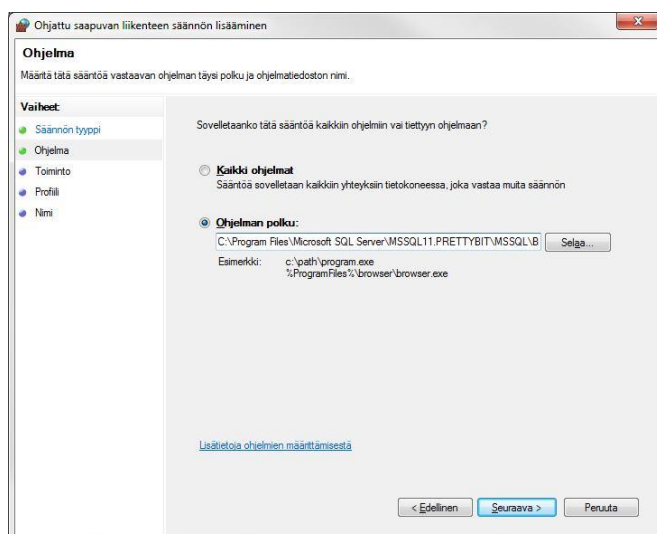 Ohjattu saapuvan liikenteen säännön lisääminen
Ohjelma
Määritä tätä sääntöä vastaavan ohjelman täysi polku ja ohjelmatiedoston nimi.
Vaiheet:
Säännön tyyppi
Ohjelma
Toiminto
Profiili
Nimi
Sovelletaanko tätä sääntöä kaikkiin ohjelmiin vai tiettyyn ohjelmaan?
Kaikki ohjelmat
Sääntöä sovelletaan kaikkiin yhteyksiin tietokoneessa, joka vastaa muita säännön
Ohjelman polku:
C:\Program Files\Microsoft SQL Server\MSSQL11.PRETTYBIT\MSSQL\B
Selaa...
Esimerkki: c:\path\program.exe
%ProgramFiles%\browser\browser.exe
Lisätietoja ohjelmien määrittämisestä
< Edellinen Seuraava > Peruuta